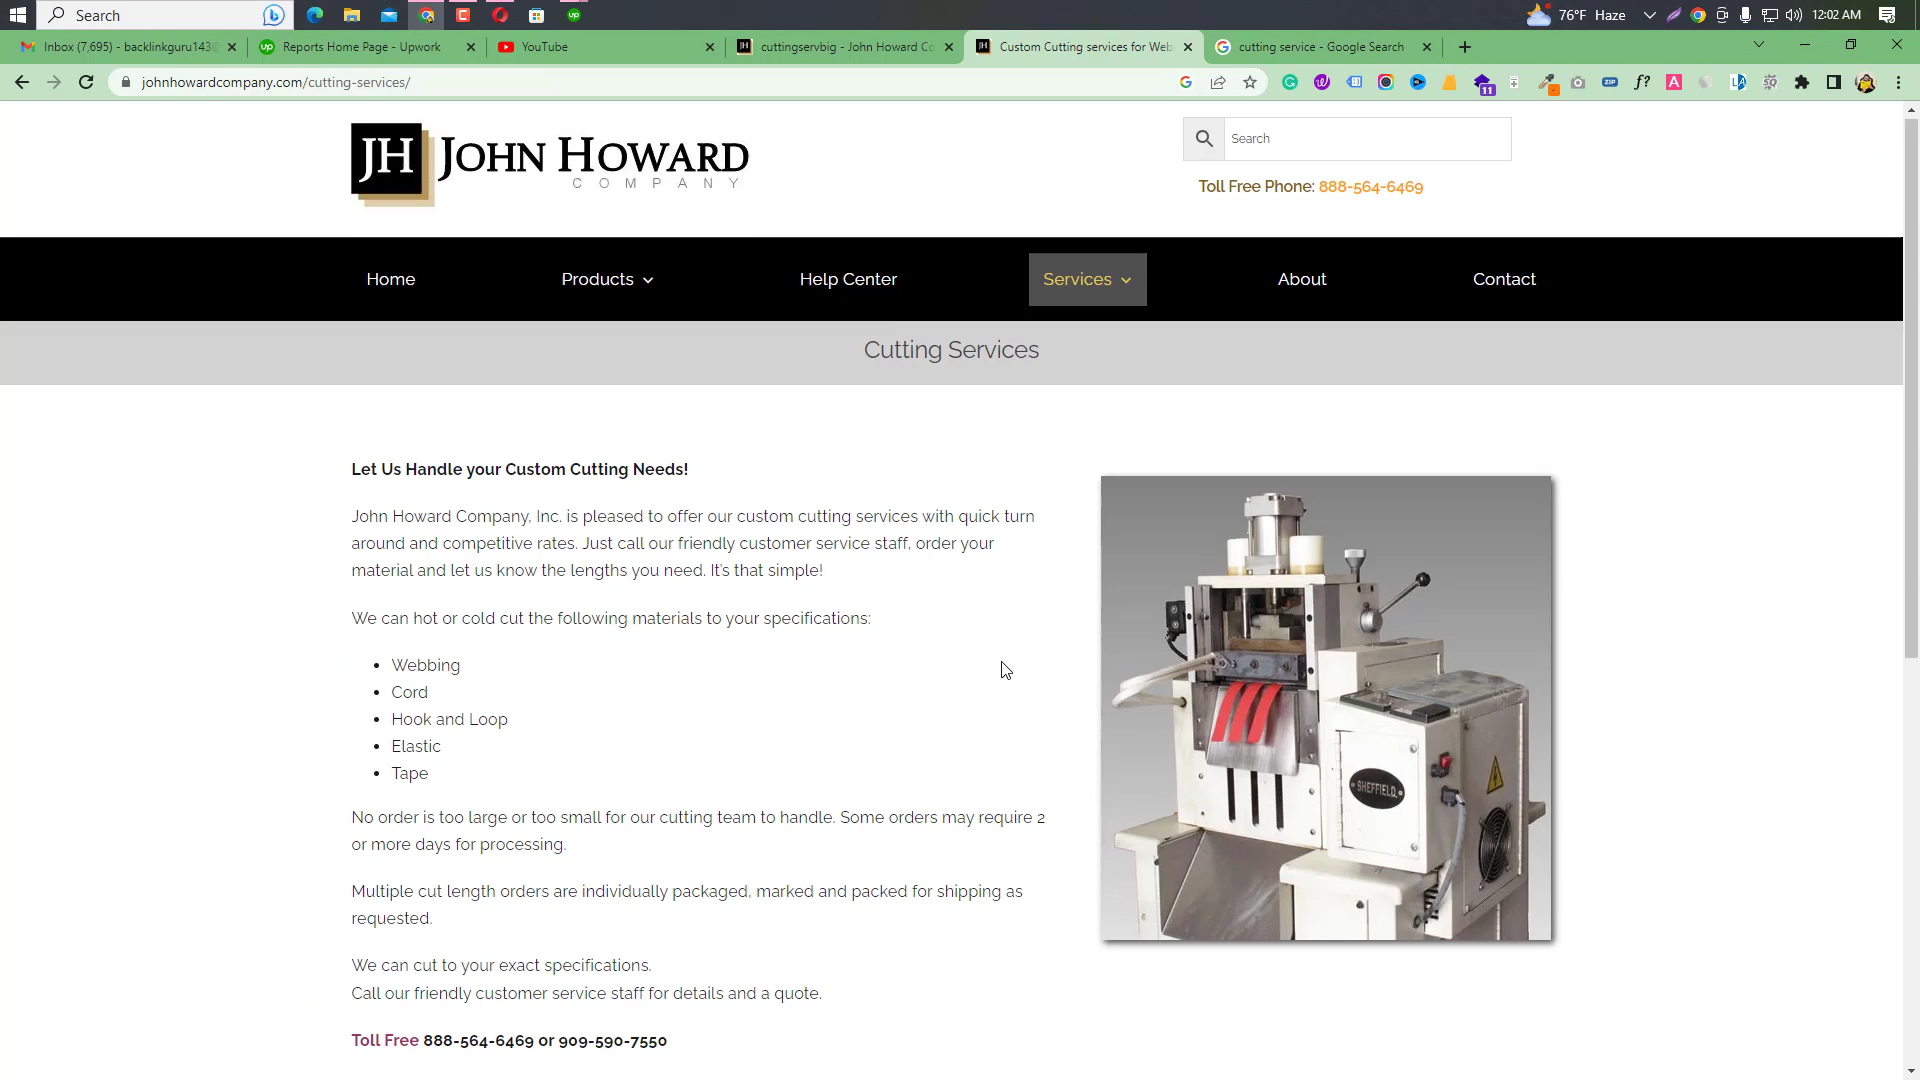 Search
76°F Haze
12:02 AM
Inbox (7,695) - backlinkguru143@
Reports Home Page - Upwork
YouTube
cuttingservbig - John Howard Co
Custom Cutting services for Web
cutting service - Google Search
johnhowardcompany.com/cutting-services/
11
ZIP
f?
A
JH JOHN HOWARD
COMPANY
Search
Toll Free Phone: 888-564-6469
Home
Products
Help Center
Services
About
Contact
Cutting Services
Let Us Handle your Custom Cutting Needs!
John Howard Company, Inc. is pleased to offer our custom cutting services with quick turn
around and competitive rates. Just call our friendly customer service staff, order your
material and let us know the lengths you need. It's that simple!
We can hot or cold cut the following materials to your specifications:
• Webbing
• Cord
• Hook and Loop
• Elastic
• Tape
No order is too large or too small for our cutting team to handle. Some orders may require 2
or more days for processing.
Multiple cut length orders are individually packaged, marked and packed for shipping as
requested.
We can cut to your exact specifications.
Call our friendly customer service staff for details and a quote.
Toll Free 888-564-6469 or 909-590-7550
SHEFFIELD